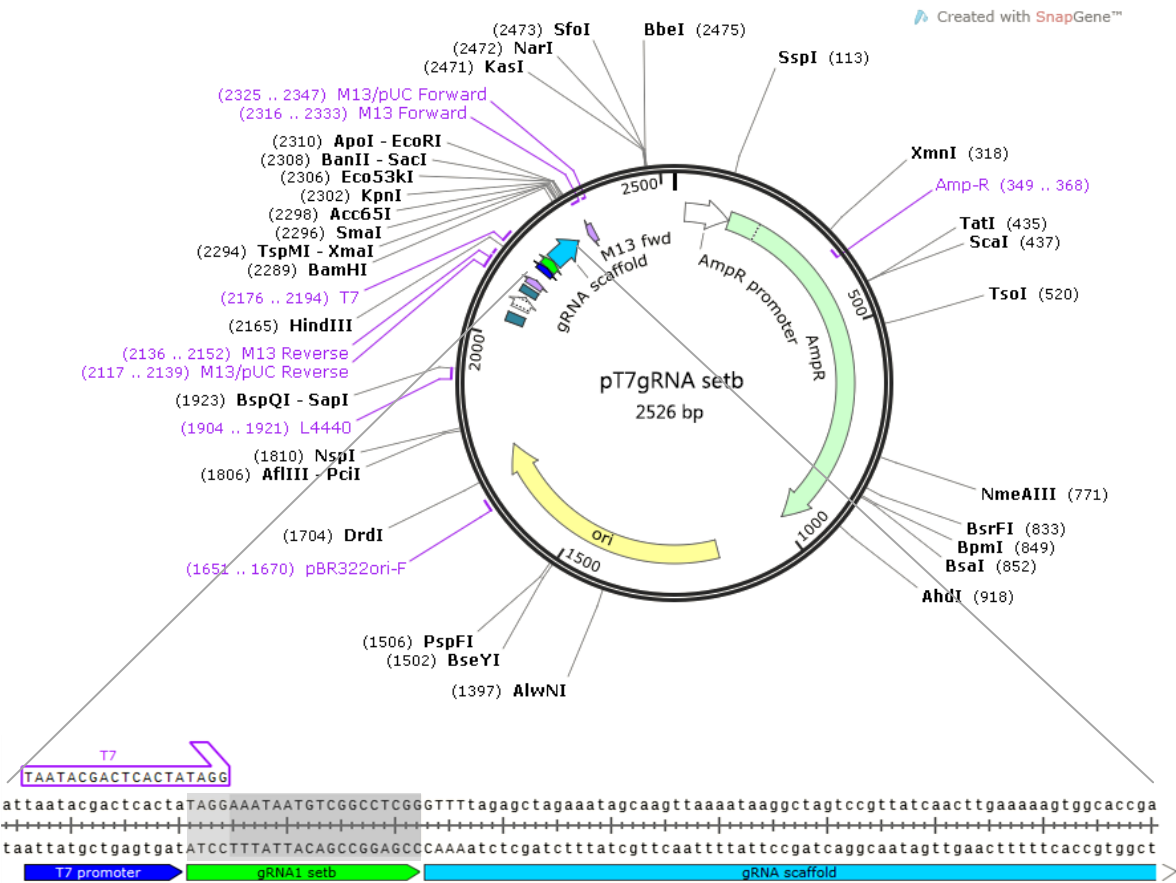 Created with SnapGene™
(2473) SfoI
BbeI (2475)
(2472) NarI
(2471) KasI
SspI (113)
(2325 .. 2347) M13/pUC Forward
(2316 .. 2333) M13 Forward
(2310) ApoI - EcoRI
(2308) BanII - SacI
(2306) Eco53kI
(2302) KpnI
(2298) Acc65I
(2296) SmaI
(2294) TspMI - XmaI
(2289) BamHI
(2176 .. 2194) T7
(2165) HindIII
(2136 .. 2152) M13 Reverse
(2117 .. 2139) M13/pUC Reverse
(1923) BspQI - SapI
(1904 .. 1921) L4440
(1810) NspI
(1806) AflIII - PciI
(1704) DrdI
(1651 .. 1670) pBR322ori-F
(1506) PspFI
(1502) BseYI
(1397) AlwNI
XmnI (318)
Amp-R (349 .. 368)
TatI (435)
ScaI (437)
TsoI (520)
NmeAIII (771)
BsrFI (833)
BpmI (849)
BsaI (852)
AhdI (918)
2500
500
1000
1500
2000
M13 fwd
gRNA scaffold
AmpR promoter
AmpR
ori
pT7gRNA setb
2526 bp
T7
TAATACGACTCACTATAGG
attaatacgactcactaTAGGAAATAATGTCGGCCTCGGGTTTTagagctagaaatagcaagttaaaataaggctagtccgttatcaacttgaaaaagtggcaccga
taattatgctgagtgatATCCTTTATTACAGCCGGAGCCCAAAAtctcgatctttatcgttcaattttattccgatcaggcaatagttgaactttttcaccgtggct
T7 promoter
gRNA1 setb
gRNA scaffold